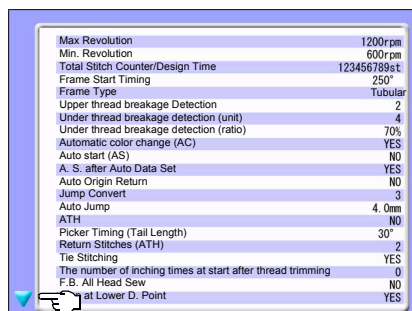 Max Revolution 1200rpm
Min. Revolution 600rpm
Total Stitch Counter/Design Time 123456789st
Frame Start Timing 250°
Frame Type Tubular
Upper thread breakage Detection 2
Under thread breakage detection (unit) 4
Under thread breakage detection (ratio) 70%
Automatic color change (AC) YES
Auto start (AS) NO
A. S. after Auto Data Set YES
Auto Origin Return NO
Jump Convert 3
Auto Jump 4. 0mm
ATH NO
Picker Timing (Tail Length) 30°
Return Stitches (ATH) 2
Tie Stitching YES
The number of inching times at start after thread trimming 0
F.B. All Head Sew NO
at Lower D. Point YES